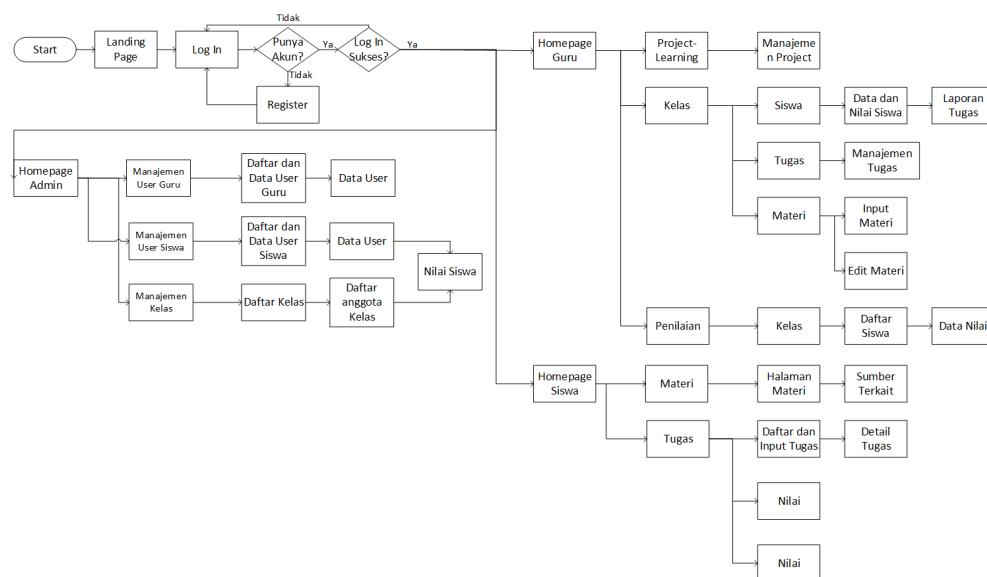 Tidak
Start
Landing
Page
Log In
Punya
Akun?
Ya
Log In
Sukses?
Ya
Tidak
Register
Homepage
Admin
Manajemen
User Guru
Daftar dan
Data User
Guru
Data User
Manajemen
User Siswa
Daftar dan
Data User
Siswa
Data User
Nilai Siswa
Manajemen
Kelas
Daftar Kelas
Daftar
anggota
Kelas
Homepage
Guru
Project-
Learning
Manajeme
n Project
Kelas
Siswa
Data dan
Nilai Siswa
Laporan
Tugas
Tugas
Manajemen
Tugas
Materi
Input
Materi
Edit Materi
Penilaian
Kelas
Daftar
Siswa
Data Nilai
Homepage
Siswa
Materi
Halaman
Materi
Sumber
Terkait
Tugas
Daftar dan
Input Tugas
Detail
Tugas
Nilai
Nilai